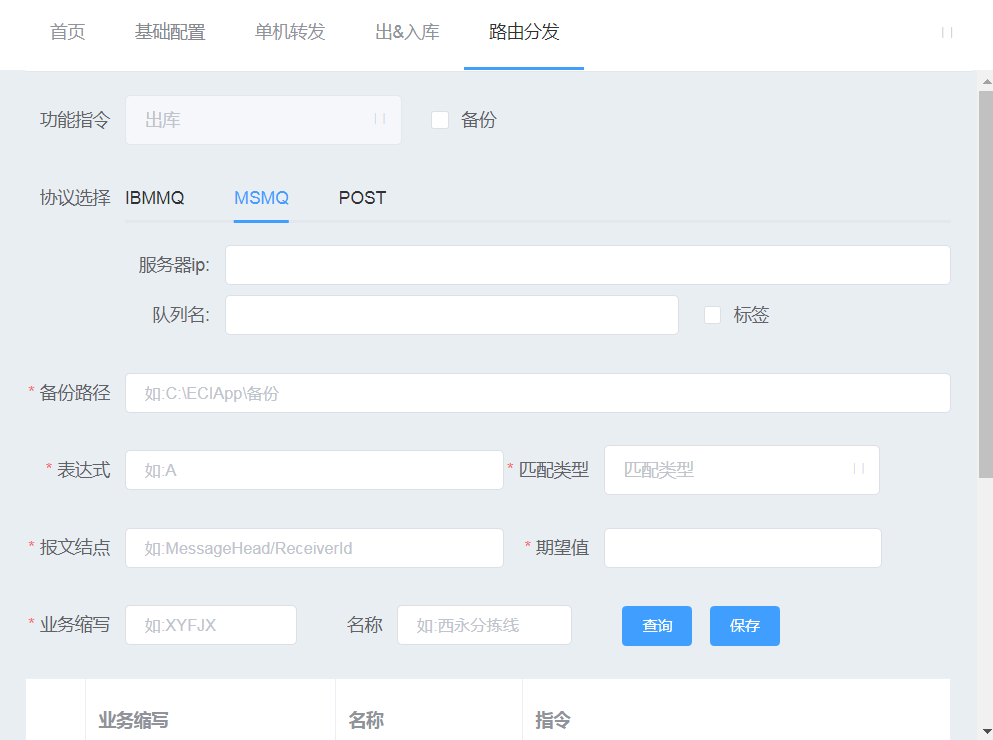 首页 基础配置 单机转发 出&入库 路由分发
功能指令 出库 备份
协议选择 IBMMQ MSMQ POST
服务器ip:
队列名: 标签
* 备份路径 如:C:\ECIApp\备份
* 表达式 如:A * 匹配类型 匹配类型
* 报文结点 如:MessageHead/ReceiverId * 期望值
* 业务缩写 如:XYFJX 名称 如:西永分拣线 查询 保存
业务缩写 名称 指令